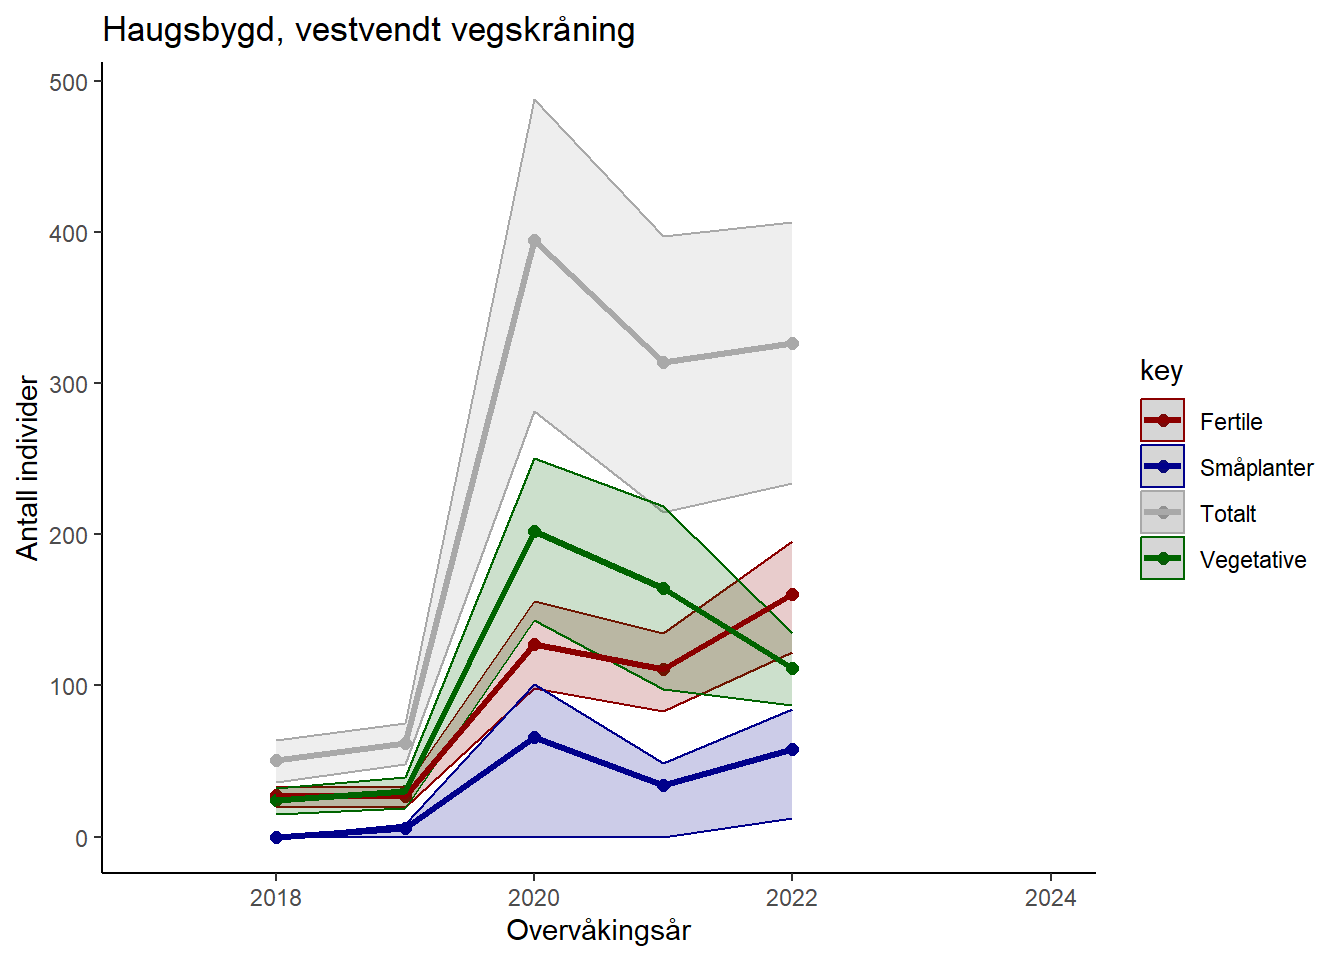 Haugsbygd, vestvendt vegskråning
500
400
300
200
100
0
Antall individer
2018
2020
2022
2024
Overvåkingsår
key
Fertile
Småplanter
Totalt
Vegetative